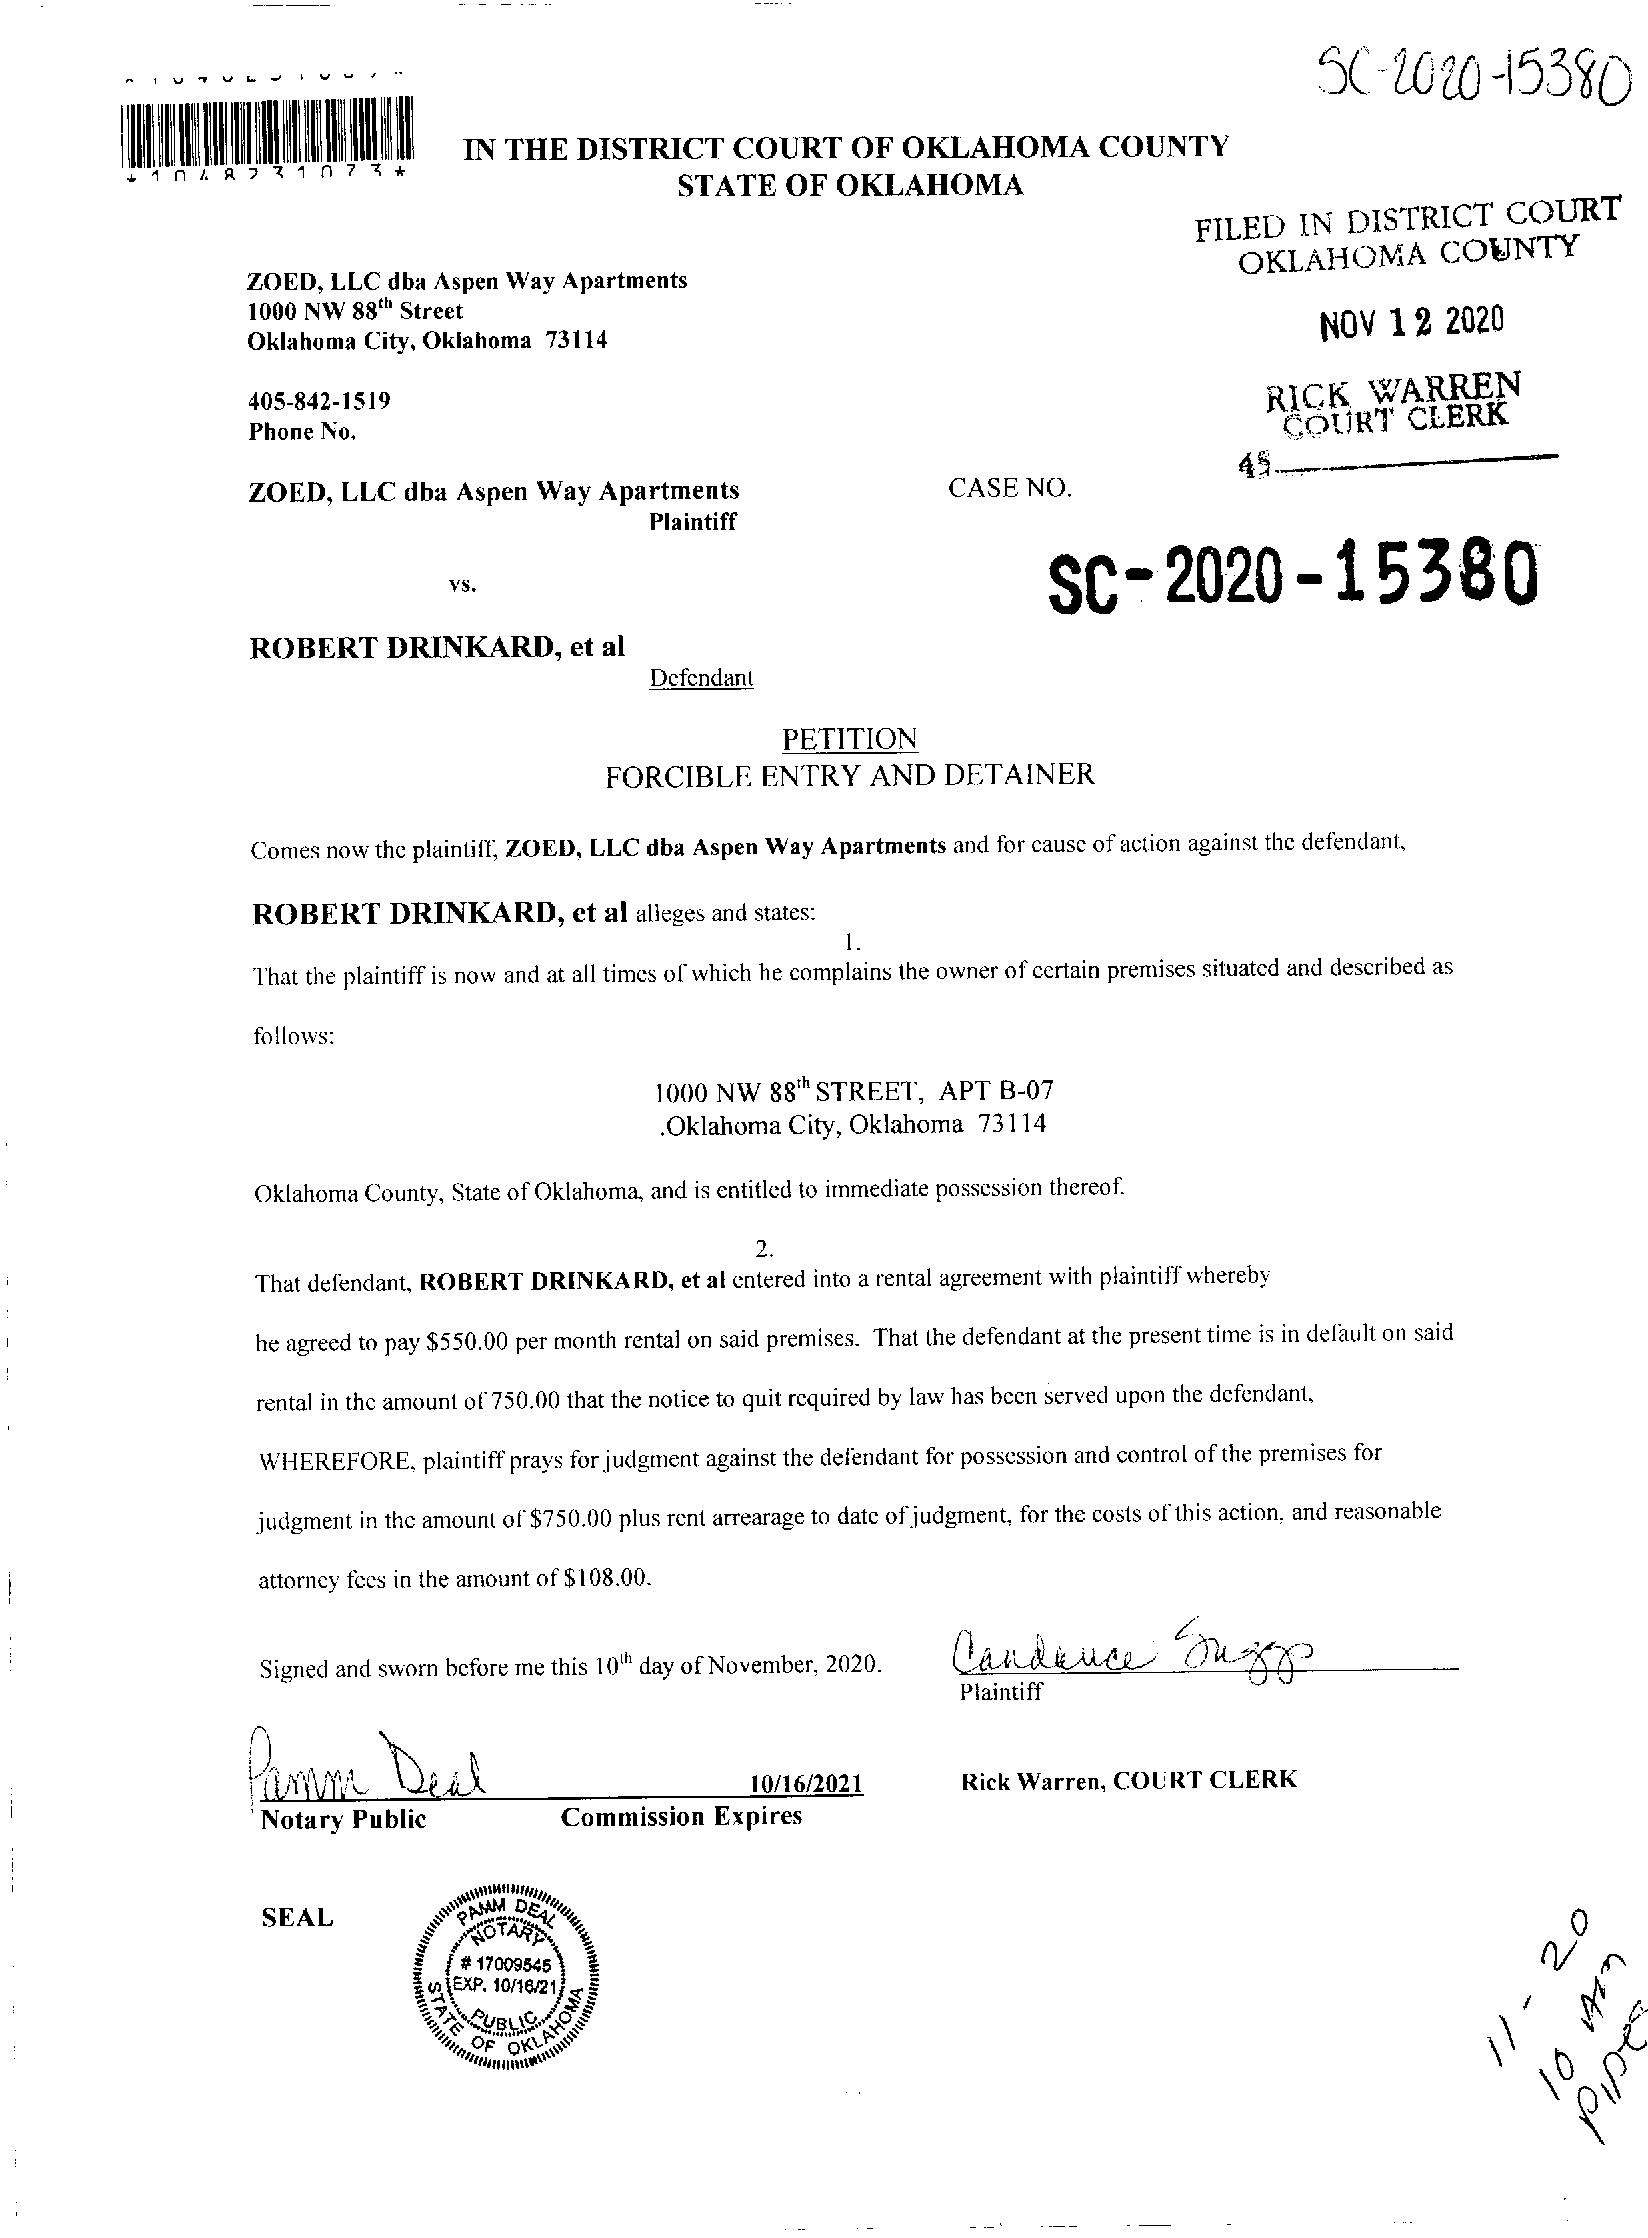 SC-2020-15380
*1048231073*
IN THE DISTRICT COURT OF OKLAHOMA COUNTY
STATE OF OKLAHOMA
FILED IN DISTRICT COURT
OKLAHOMA COUNTY
NOV 12 2020
RICK WARREN
COURT CLERK
ZOED, LLC dba Aspen Way Apartments
1000 NW 88th Street
Oklahoma City, Oklahoma 73114
405-842-1519
Phone No.
ZOED, LLC dba Aspen Way Apartments
Plaintiff
CASE NO.
SC-2020-15380
vs.
ROBERT DRINKARD, et al
Defendant
PETITION
FORCIBLE ENTRY AND DETAINER
Comes now the plaintiff, ZOED, LLC dba Aspen Way Apartments and for cause of action against the defendant,
ROBERT DRINKARD, et al alleges and states:
1.
That the plaintiff is now and at all times of which he complains the owner of certain premises situated and described as
follows:
1000 NW 88th STREET, APT B-07
.Oklahoma City, Oklahoma 73114
Oklahoma County, State of Oklahoma, and is entitled to immediate possession thereof.
2.
That defendant, ROBERT DRINKARD, et al entered into a rental agreement with plaintiff whereby
he agreed to pay $550.00 per month rental on said premises. That the defendant at the present time is in default on said
rental in the amount of 750.00 that the notice to quit required by law has been served upon the defendant,
WHEREFORE, plaintiff prays for judgment against the defendant for possession and control of the premises for
judgment in the amount of $750.00 plus rent arrearage to date of judgment, for the costs of this action, and reasonable
attorney fees in the amount of $108.00.
Signed and sworn before me this 10th day of November, 2020.
Candance Suggs
Plaintiff
Pamm Deal
10/16/2021
Rick Warren, COURT CLERK
Notary Public Commission Expires
SEAL
PAMM DEAL
NOTARY
# 17009545
EXP. 10/16/21
PUBLIC
STATE OF OKLAHOMA
11-20
10 Am